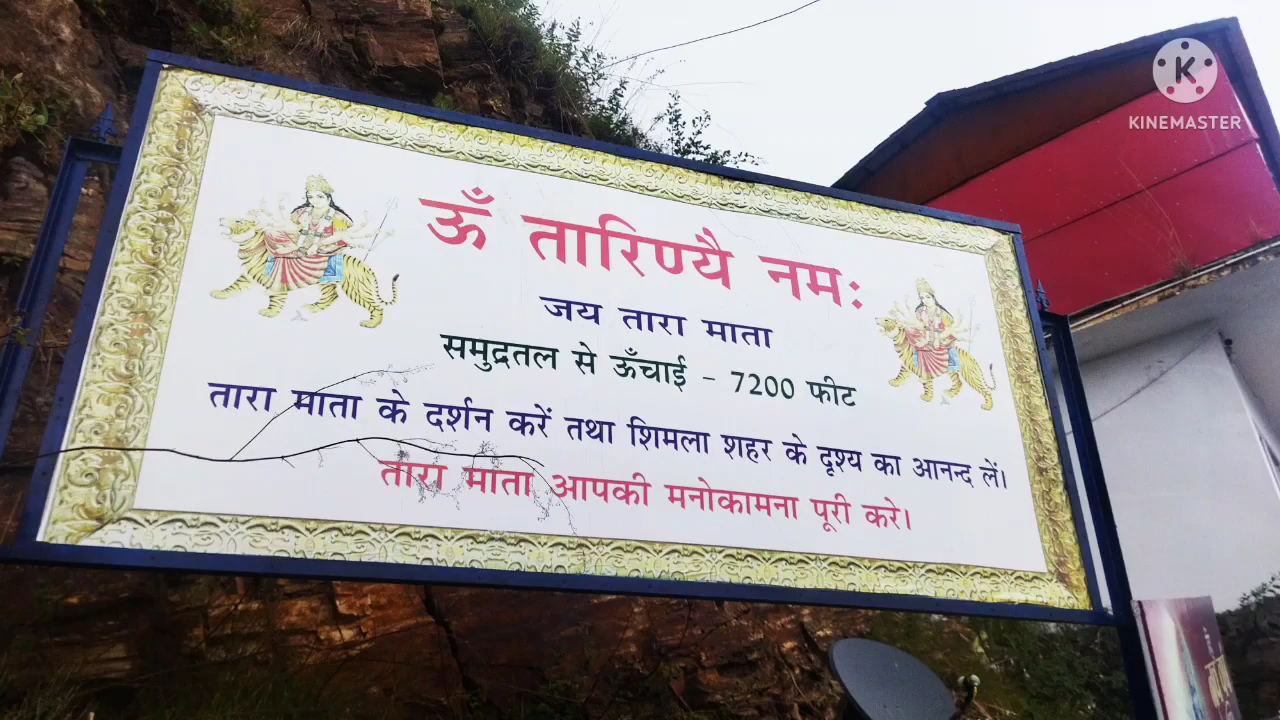 ॐ तारिण्यै नमः
जय तारा माता
समुद्रतल से ऊँचाई – 7200 फीट
तारा माता के दर्शन करें तथा शिमला शहर के दृश्य का आनन्द लें।
तारा माता आपकी मनोकामना पूरी करे।
K
KINEMASTER